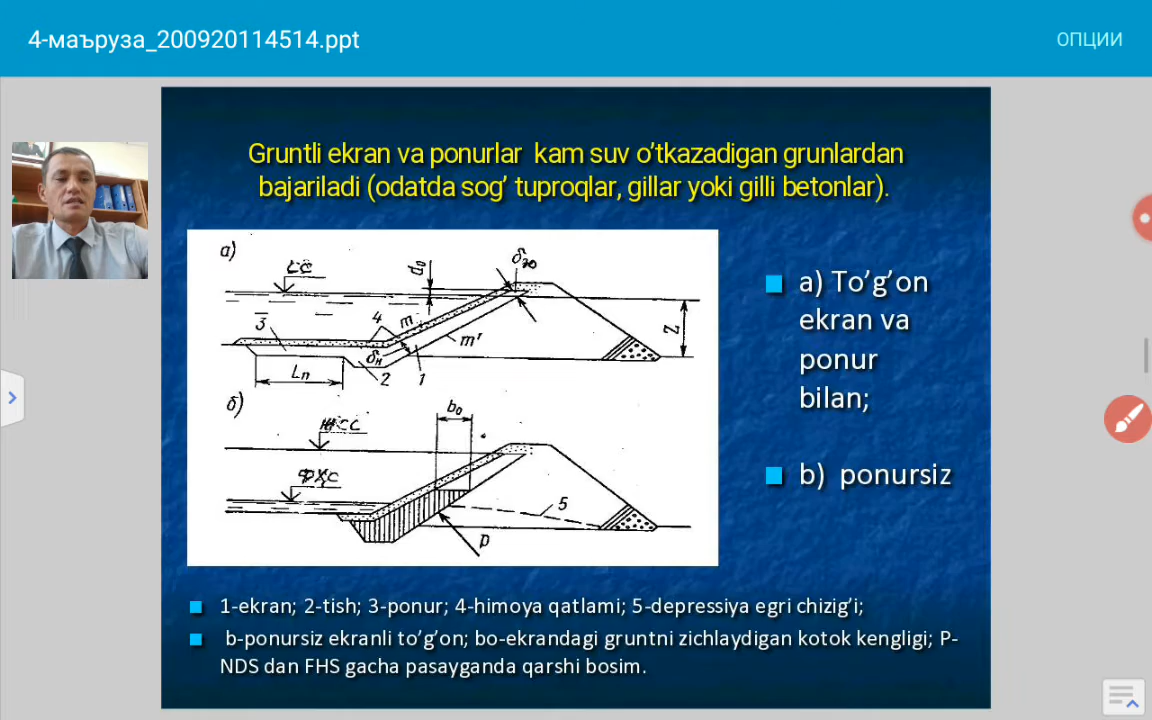 4-маъруза_200920114514.ppt
ОПЦИИ
Gruntli ekran va ponurlar kam suv o’tkazadigan grunlardan
bajariladi (odatda sog’ tuproqlar, gillar yoki gilli betonlar).
а)
d₀
δю
4
m
3
m'
Z
δн
1
2
Lп
б)
b₀
ФҲС
5
P
a) To’g’on
ekran va
ponur
bilan;
b) ponursiz
1-ekran; 2-tish; 3-ponur; 4-himoya qatlami; 5-depressiya egri chizig’i;
b-ponursiz ekranli to’g’on; bo-ekrandagi gruntni zichlaydigan kotok kengligi; P-
NDS dan FHS gacha pasayganda qarshi bosim.